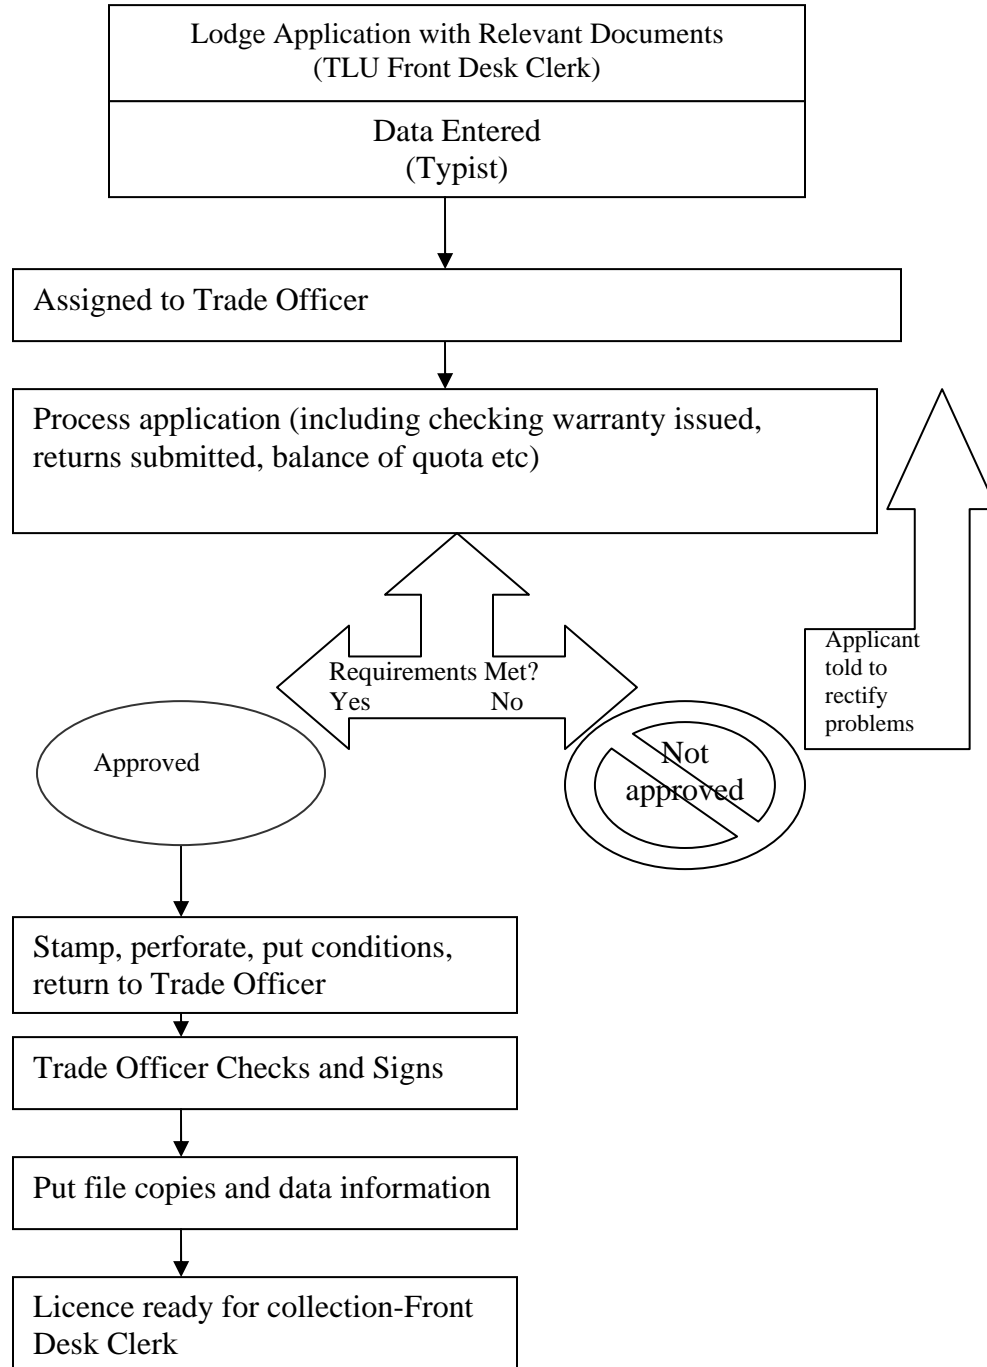 Lodge Application with Relevant Documents
(TLU Front Desk Clerk)
Data Entered
(Typist)
Assigned to Trade Officer
Process application (including checking warranty issued,
returns submitted, balance of quota etc)
Requirements Met?
Yes No
Applicant
told to
rectify
problems
Approved
Not
approved
Stamp, perforate, put conditions,
return to Trade Officer
Trade Officer Checks and Signs
Put file copies and data information
Licence ready for collection-Front
Desk Clerk